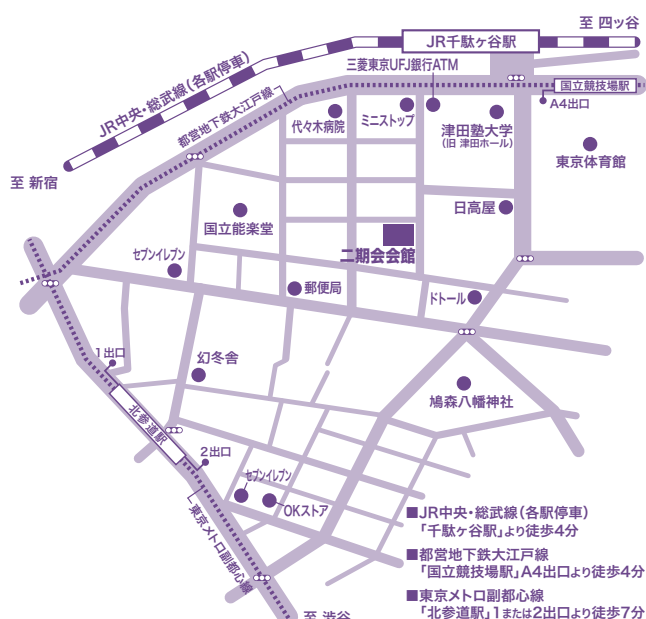 至 四ッ谷
JR千駄ヶ谷駅
JR中央・総武線(各駅停車)
三菱東京UFJ銀行ATM
国立競技場駅
A4出口
都営地下鉄大江戸線
代々木病院
ミニストップ
津田塾大学
(旧 津田ホール)
東京体育館
至 新宿
日高屋
国立能楽堂
二期会会館
セブンイレブン
郵便局
ドトール
1出口
幻冬舎
鳩森八幡神社
北参道駅
2出口
セブンイレブン
OKストア
東京メトロ副都心線
至 渋谷
■JR中央・総武線(各駅停車)
「千駄ヶ谷駅」より徒歩4分
■都営地下鉄大江戸線
「国立競技場駅」A4出口より徒歩4分
■東京メトロ副都心線
「北参道駅」1または2出口より徒歩7分